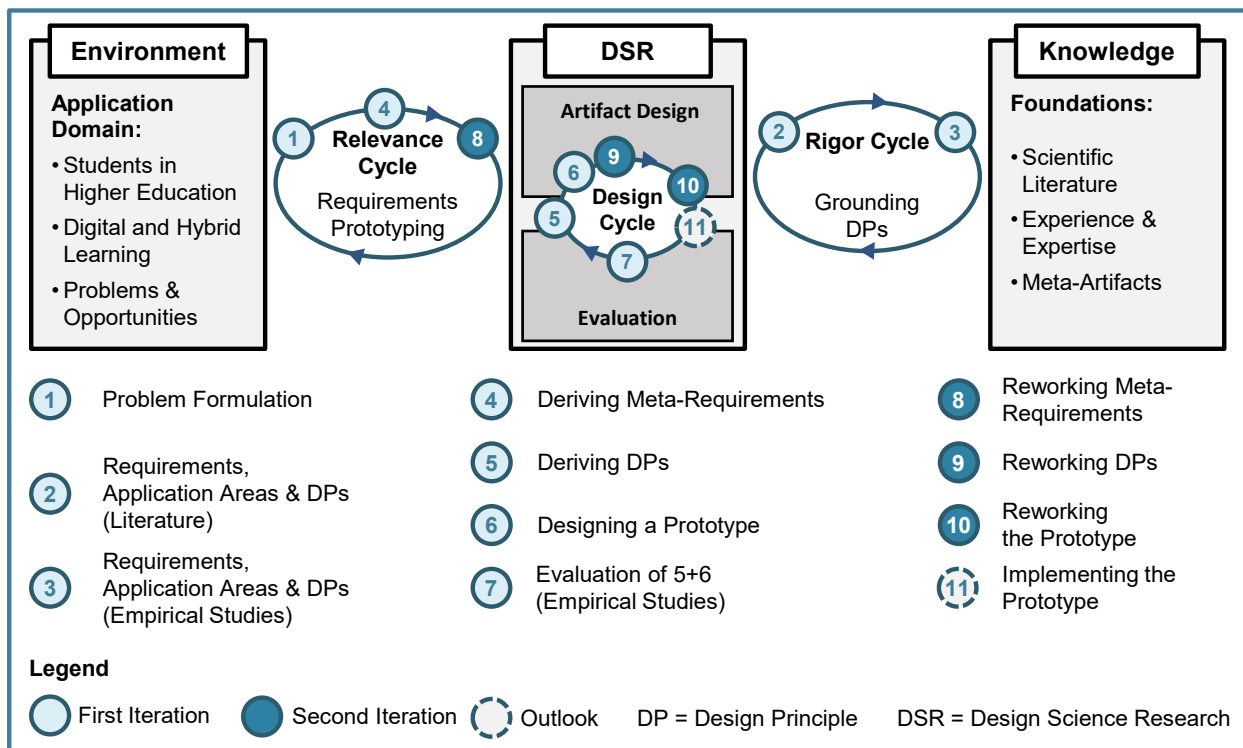 Environment
Application
Domain:
• Students in
Higher Education
• Digital and Hybrid
Learning
• Problems &
Opportunities
1
4
8
Relevance
Cycle
Requirements
Prototyping
DSR
Artifact Design
9
6
10
Design
Cycle
5
11
7
Evaluation
2
Rigor Cycle
3
Grounding
DPs
Knowledge
Foundations:
• Scientific
Literature
• Experience &
Expertise
• Meta-Artifacts
1 Problem Formulation
2 Requirements,
Application Areas & DPs
(Literature)
3 Requirements,
Application Areas & DPs
(Empirical Studies)
4 Deriving Meta-Requirements
5 Deriving DPs
6 Designing a Prototype
7 Evaluation of 5+6
(Empirical Studies)
8 Reworking Meta-
Requirements
9 Reworking DPs
10 Reworking
the Prototype
11 Implementing the
Prototype
Legend
First Iteration Second Iteration Outlook DP = Design Principle DSR = Design Science Research